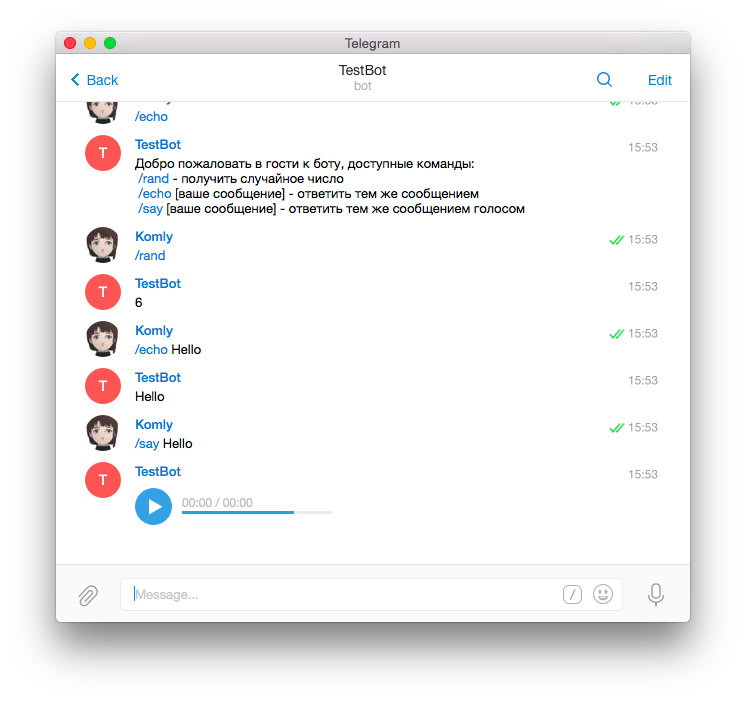 Telegram
Back
TestBot
bot
Edit
/echo
TestBot
15:53
Добро пожаловать в гости к боту, доступные команды:
/rand - получить случайное число
/echo [ваше сообщение] - ответить тем же сообщением
/say [ваше сообщение] - ответить тем же сообщением голосом
Komly
15:53
/rand
TestBot
15:53
6
Komly
15:53
/echo Hello
TestBot
15:53
Hello
Komly
15:53
/say Hello
TestBot
15:53
00:00 / 00:00
Message...